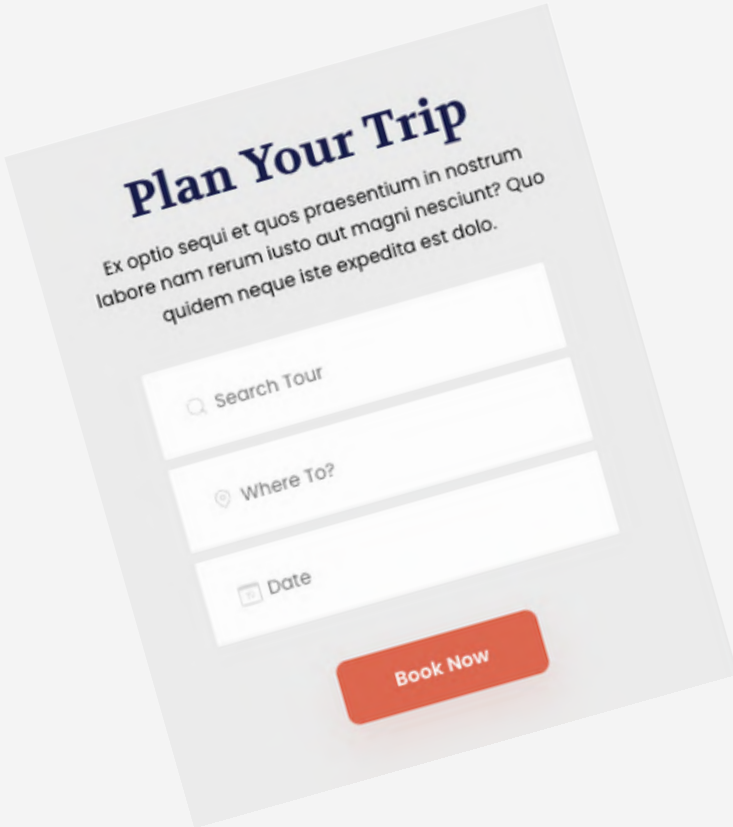 Plan Your Trip
Ex optio sequi et quos praesentium in nostrum
labore nam rerum iusto aut magni nesciunt? Quo
quidem neque iste expedita est dolo.
Search Tour
Where To?
Date
Book Now